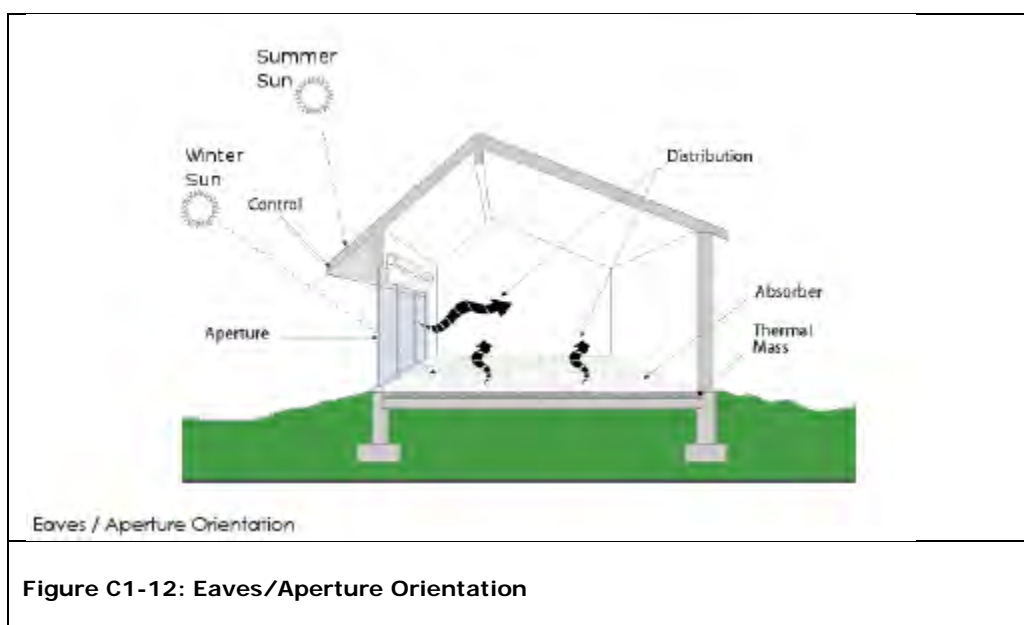 Summer
Sun
Winter
Sun
Control
Distribution
Aperture
Absorber
Thermal
Mass
Eaves / Aperture Orientation
Figure C1-12: Eaves/Aperture Orientation